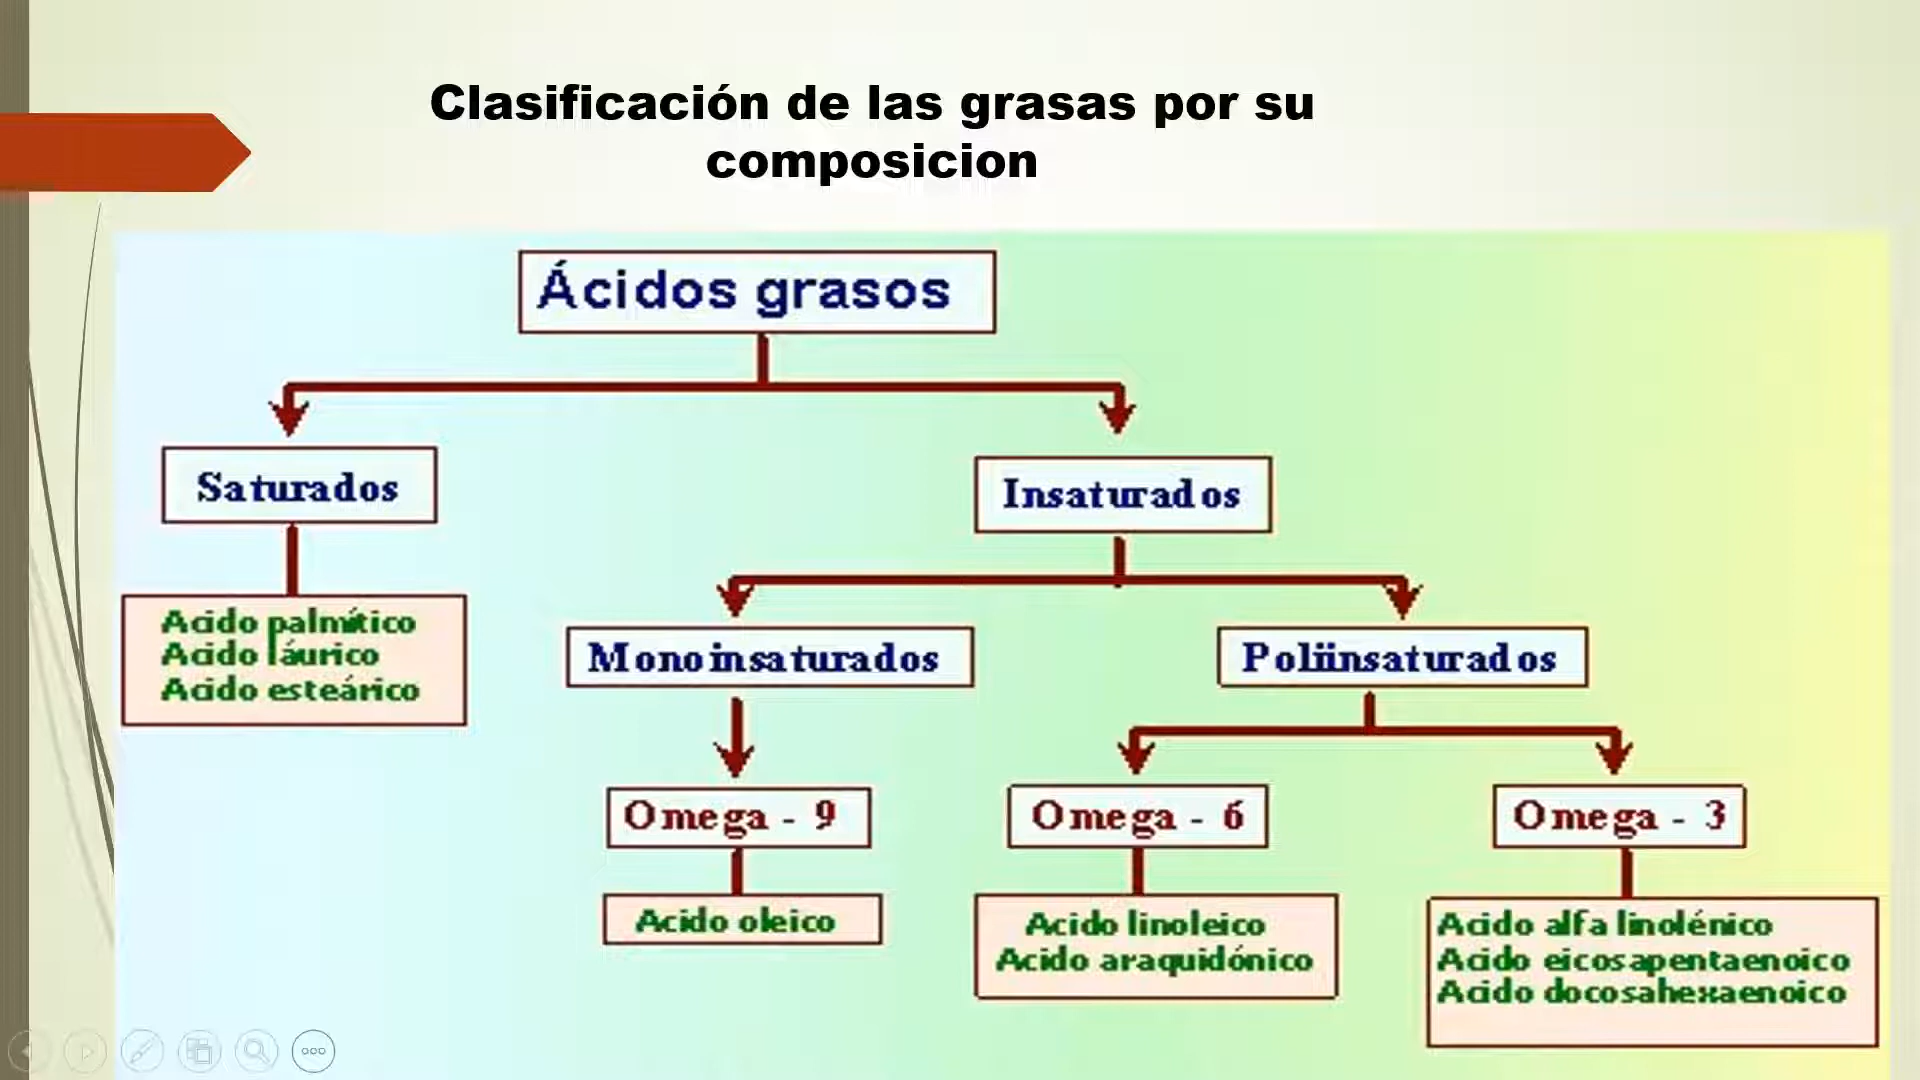 Clasificación de las grasas por su
composicion
Ácidos grasos
Saturados
Insaturados
Acido palmítico
Acido láurico
Acido esteárico
Monoinsaturados
Poliinsaturados
Omega - 9
Omega - 6
Omega - 3
Acido oleico
Acido linoleico
Acido araquidónico
Acido alfa linolénico
Acido eicosapentaenoico
Acido docosahexaenoico